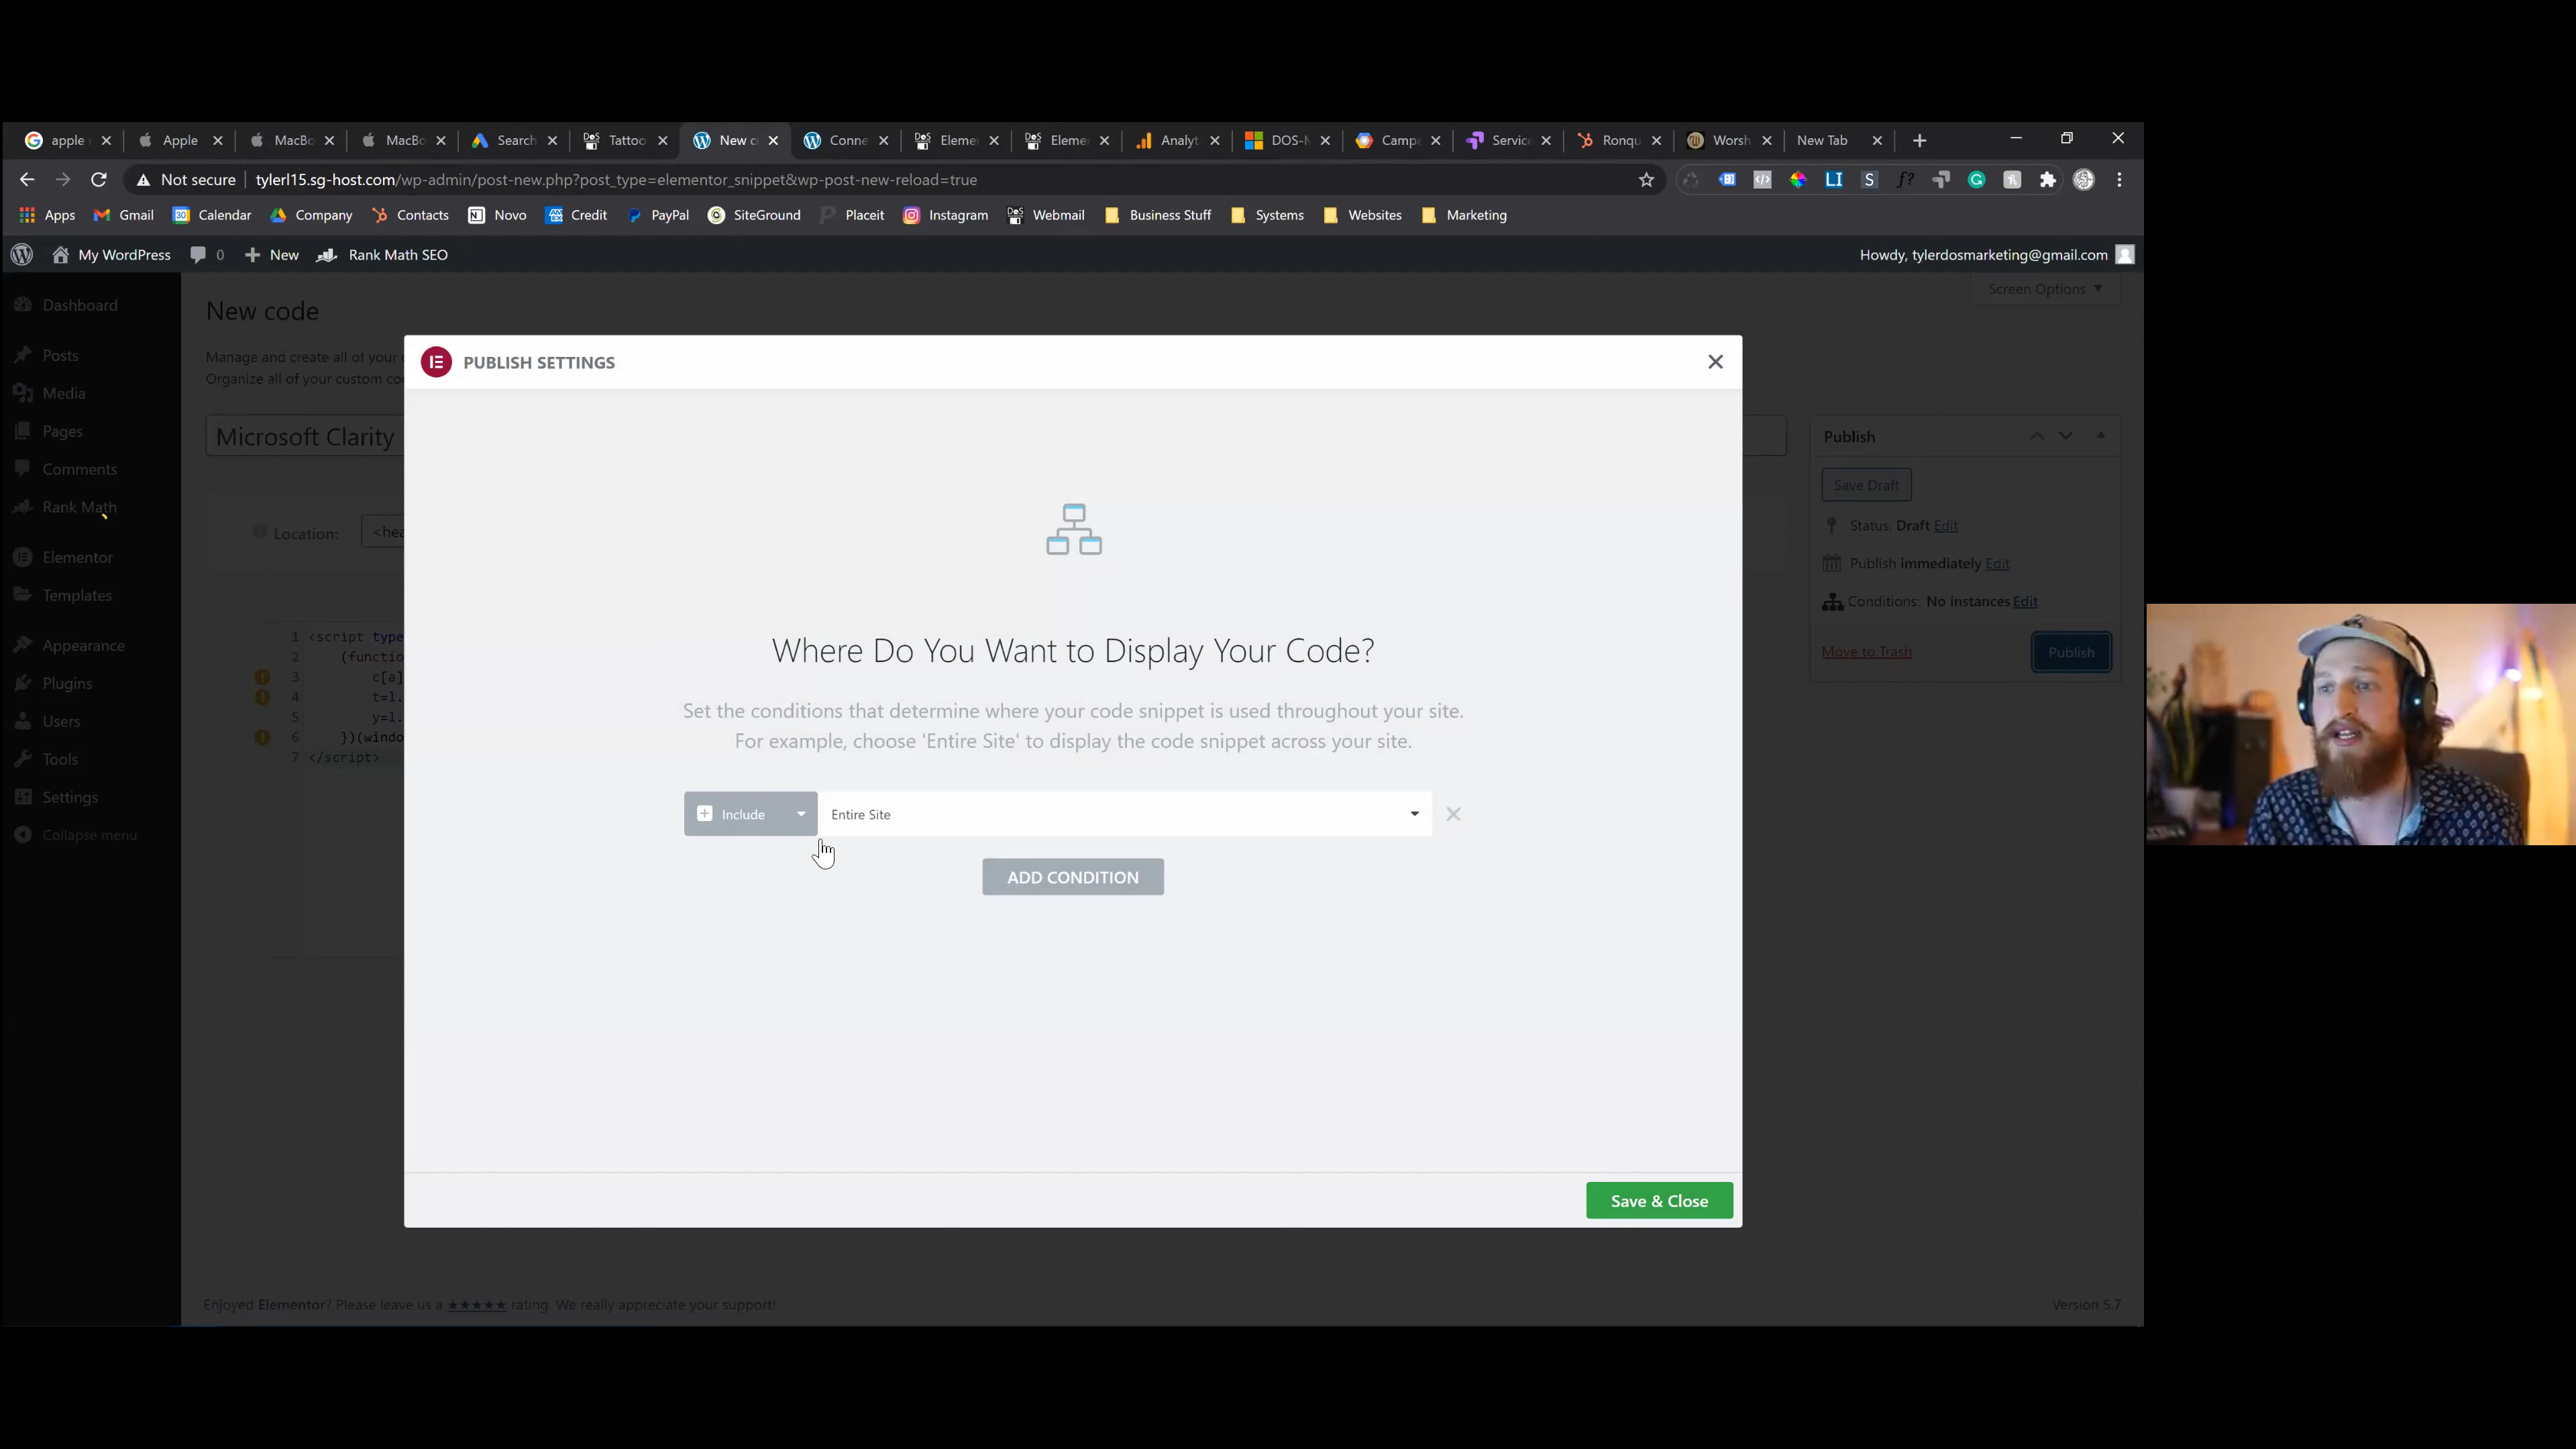 apple
Apple
MacBo
MacBo
Search
Tattoo
New c
Conne
Eleme
Eleme
Analyt
DOS-M
Campa
Service
Ronqu
Worsh
New Tab
Not secure
tylerl15.sg-host.com/wp-admin/post-new.php?post_type=elementor_snippet&wp-post-new-reload=true
Apps
Gmail
Calendar
Company
Contacts
Novo
Credit
PayPal
SiteGround
Placeit
Instagram
Webmail
Business Stuff
Systems
Websites
Marketing
My WordPress
0
New
Rank Math SEO
Howdy, tylerdosmarketing@gmail.com
Dashboard
Posts
Media
Pages
Comments
Rank Math
Elementor
Templates
Appearance
Plugins
Users
Tools
Settings
Collapse menu
New code
Screen Options
Manage and create all of your
Organize all of your custom co
Microsoft Clarity
Location:
<hea
1 <script type
2 (functio
3 c[a]
4 t=l.
5 y=l.
6 })(windo
7 </script>
PUBLISH SETTINGS
Where Do You Want to Display Your Code?
Set the conditions that determine where your code snippet is used throughout your site.
For example, choose 'Entire Site' to display the code snippet across your site.
Include
Entire Site
ADD CONDITION
Save & Close
Publish
Save Draft
Status: Draft Edit
Publish immediately Edit
Conditions: No instances Edit
Move to Trash
Publish
Enjoyed Elementor? Please leave us a ★★★★★ rating. We really appreciate your support!
Version 5.7